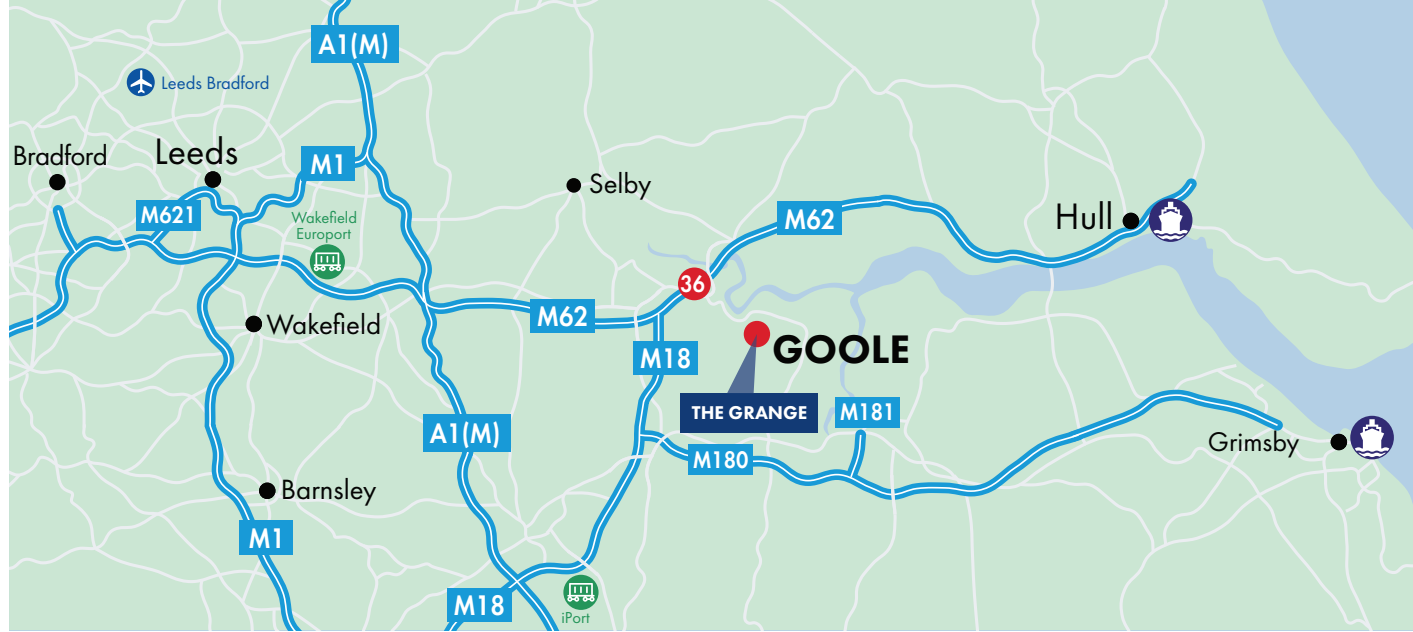 A1(M)
Leeds Bradford
Bradford
Leeds
M1
Selby
M621
Wakefield
Europort
M62
Hull
36
M62
Wakefield
M18
GOOLE
THE GRANGE
M181
A1(M)
M180
Grimsby
Barnsley
M1
M18
iPort